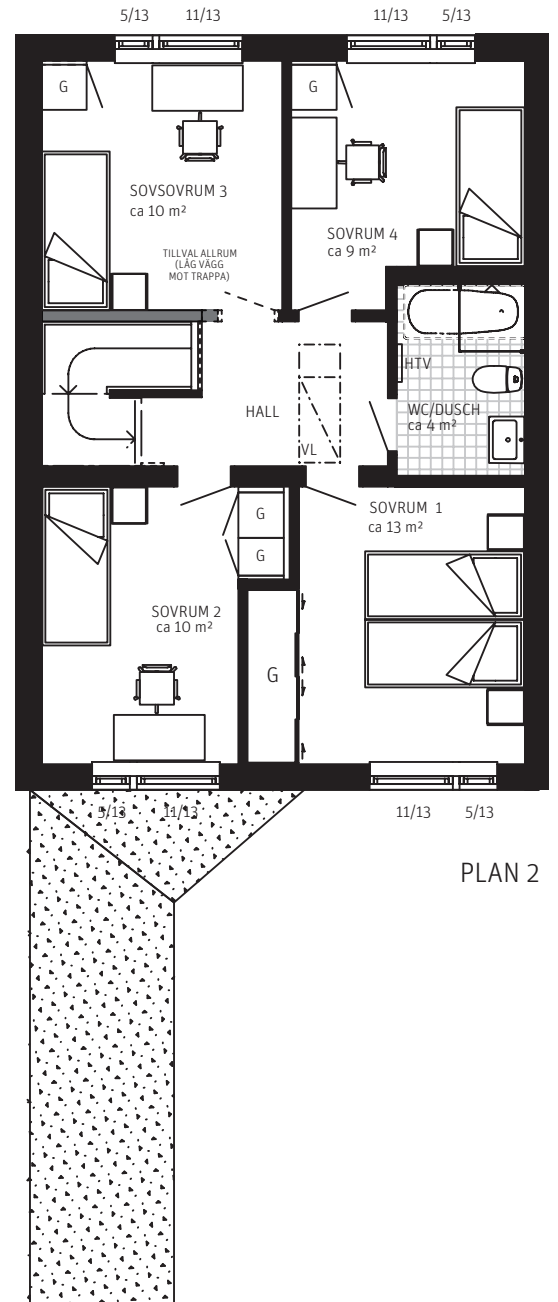 5/13 11/13 11/13 5/13
G
G
SOVSOVRUM 3
ca 10 m²
SOVRUM 4
ca 9 m²
TILLVAL ALLRUM
(LÅG VÄGG
MOT TRAPPA)
HTV
HALL
WC/DUSCH
ca 4 m²
VL
SOVRUM 1
ca 13 m²
G
G
SOVRUM 2
ca 10 m²
G
5/13 11/13 11/13 5/13
PLAN 2